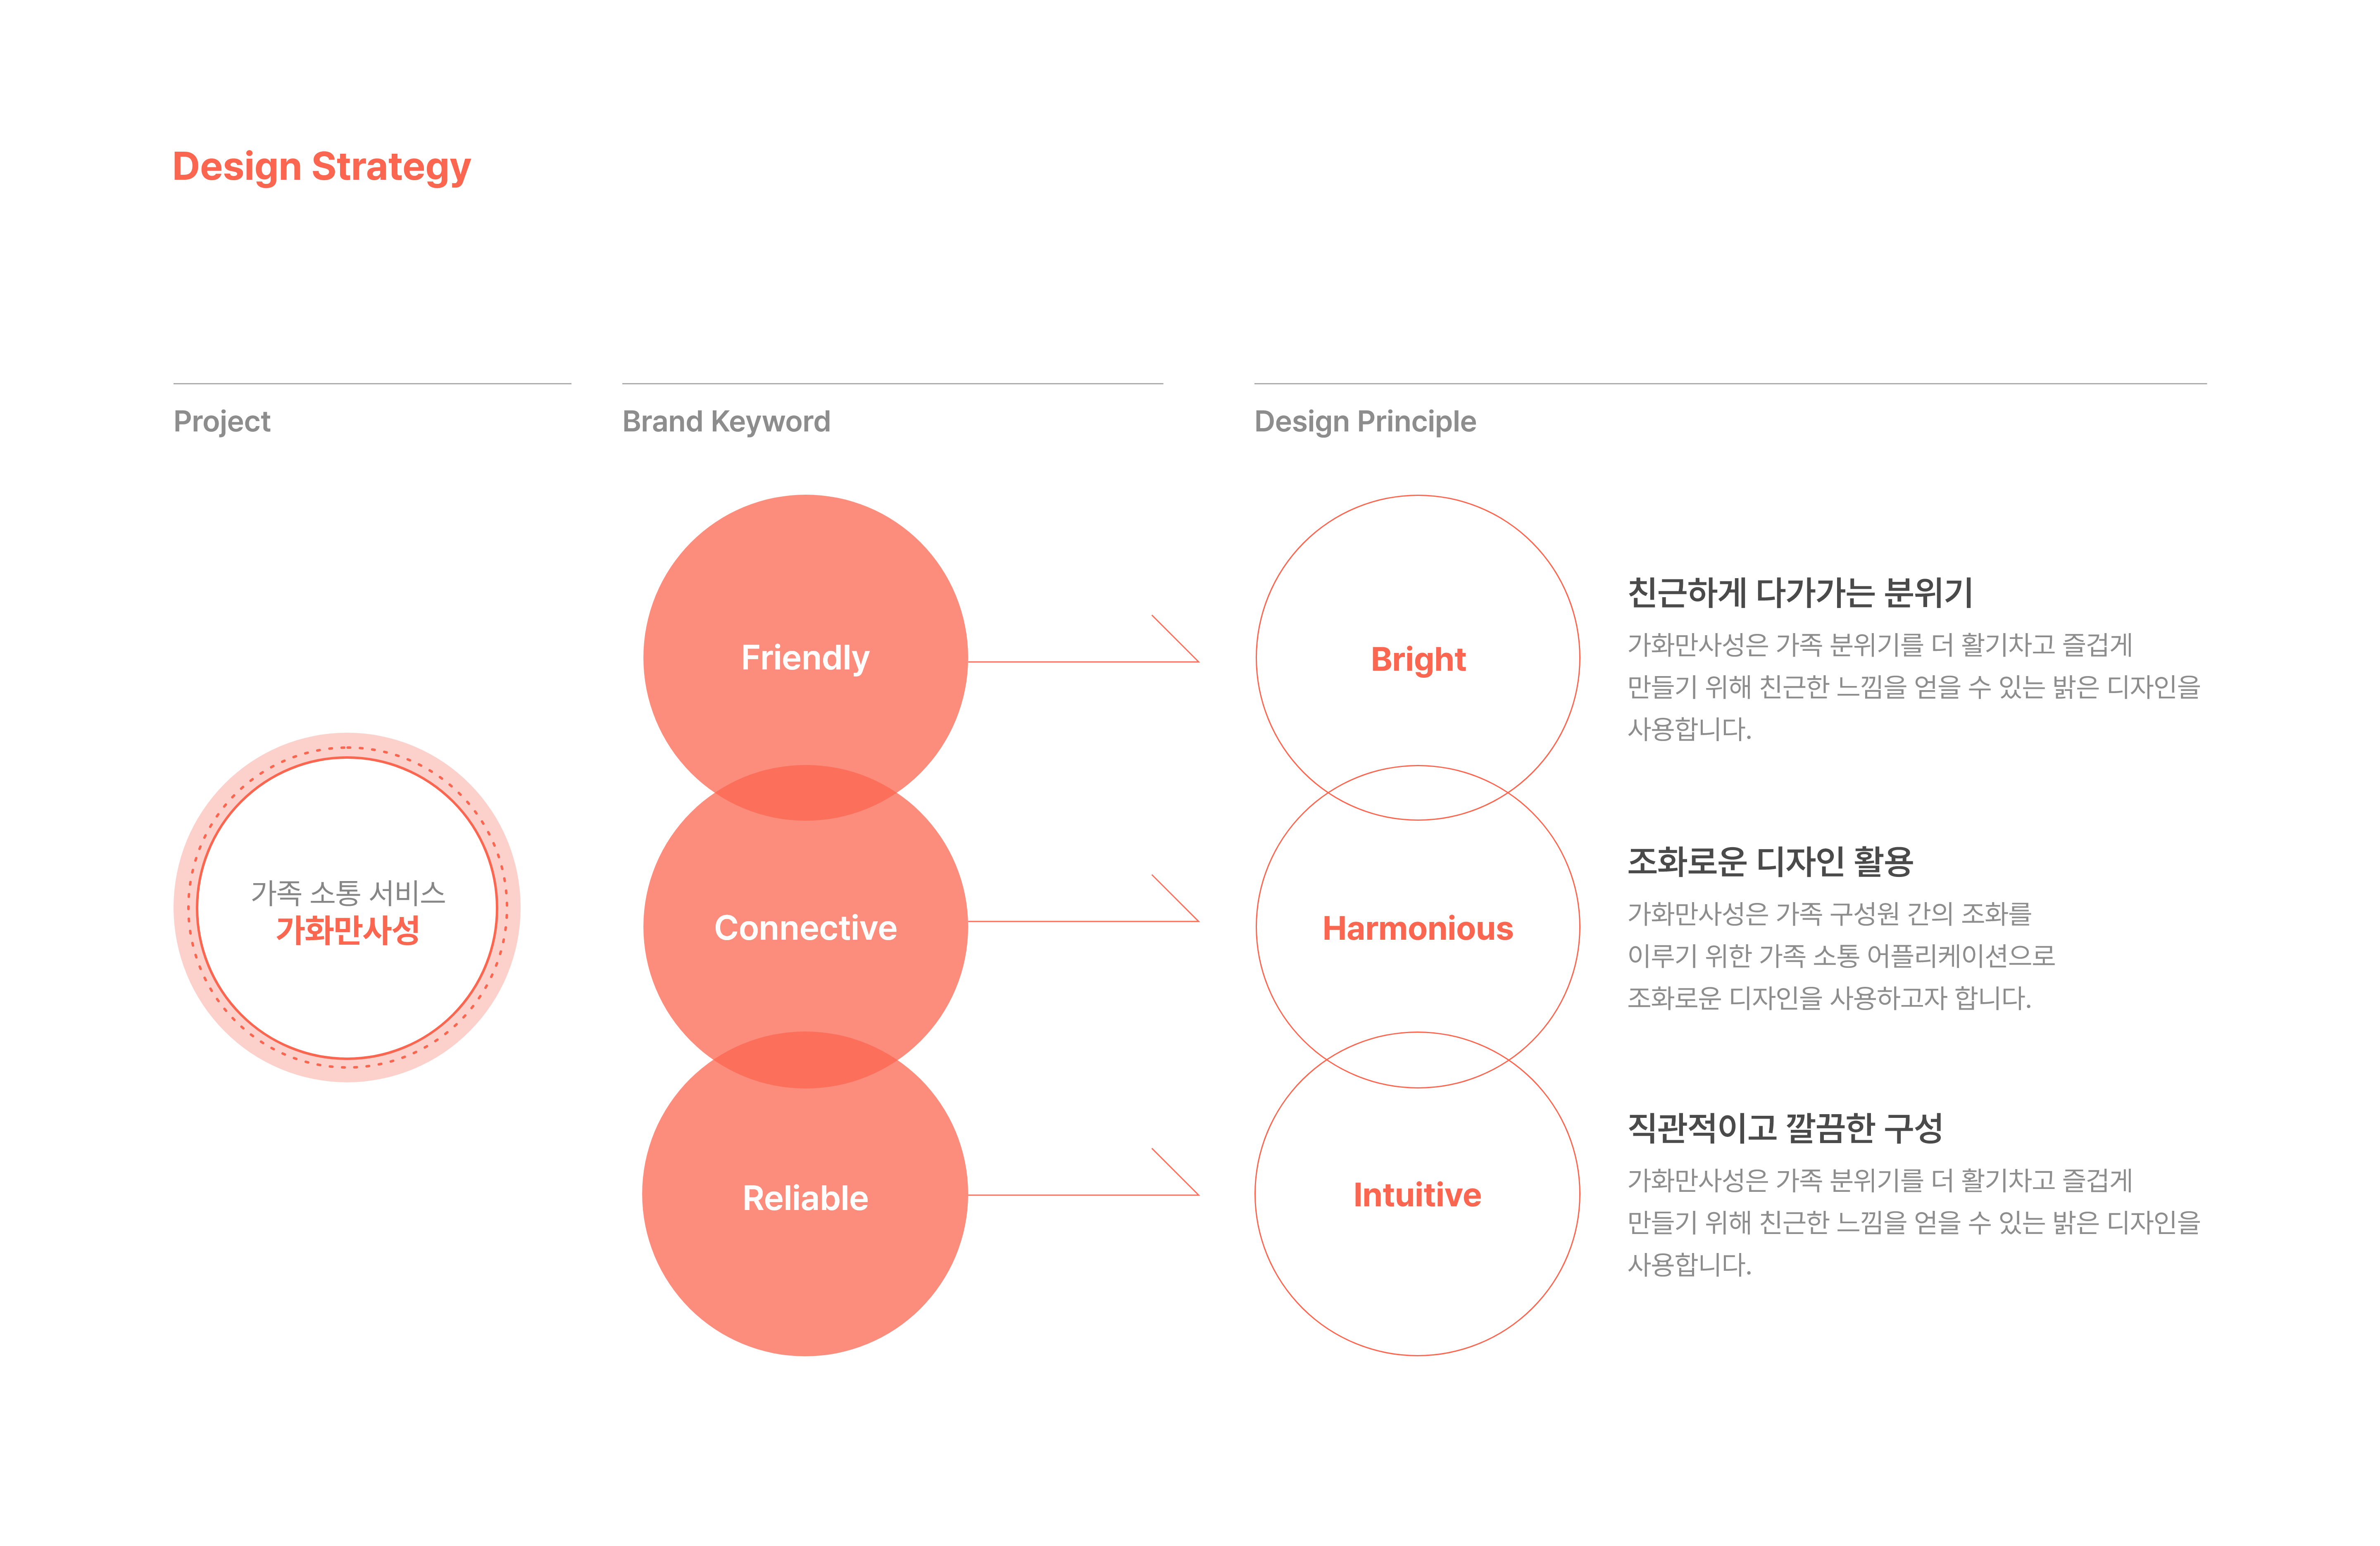 Design Strategy
Project
Brand Keyword
Design Principle
가족 소통 서비스
가화만사성
Friendly
Connective
Reliable
Brignt
친근하게 다가가는 분위기
가화만사성은 가족 분위기를 더 활기차고 즐겁게
만들기 위해 친근한 느낌을 얻을 수 있는 밝은 디자인을
사용합니다.
Harmonious
조화로운 디자인 활용
가화만사성은 가족 구성원 간의 조화를
이루기 위한 가족 소통 어플리케이션으로
조화로운 디자인을 사용하고자 합니다.
Intuitive
직관적이고 깔끔한 구성
가화만사성은 가족 분위기를 더 활기차고 즐겁게
만들기 위해 친근한 느낌을 얻을 수 있는 밝은 디자인을
사용합니다.